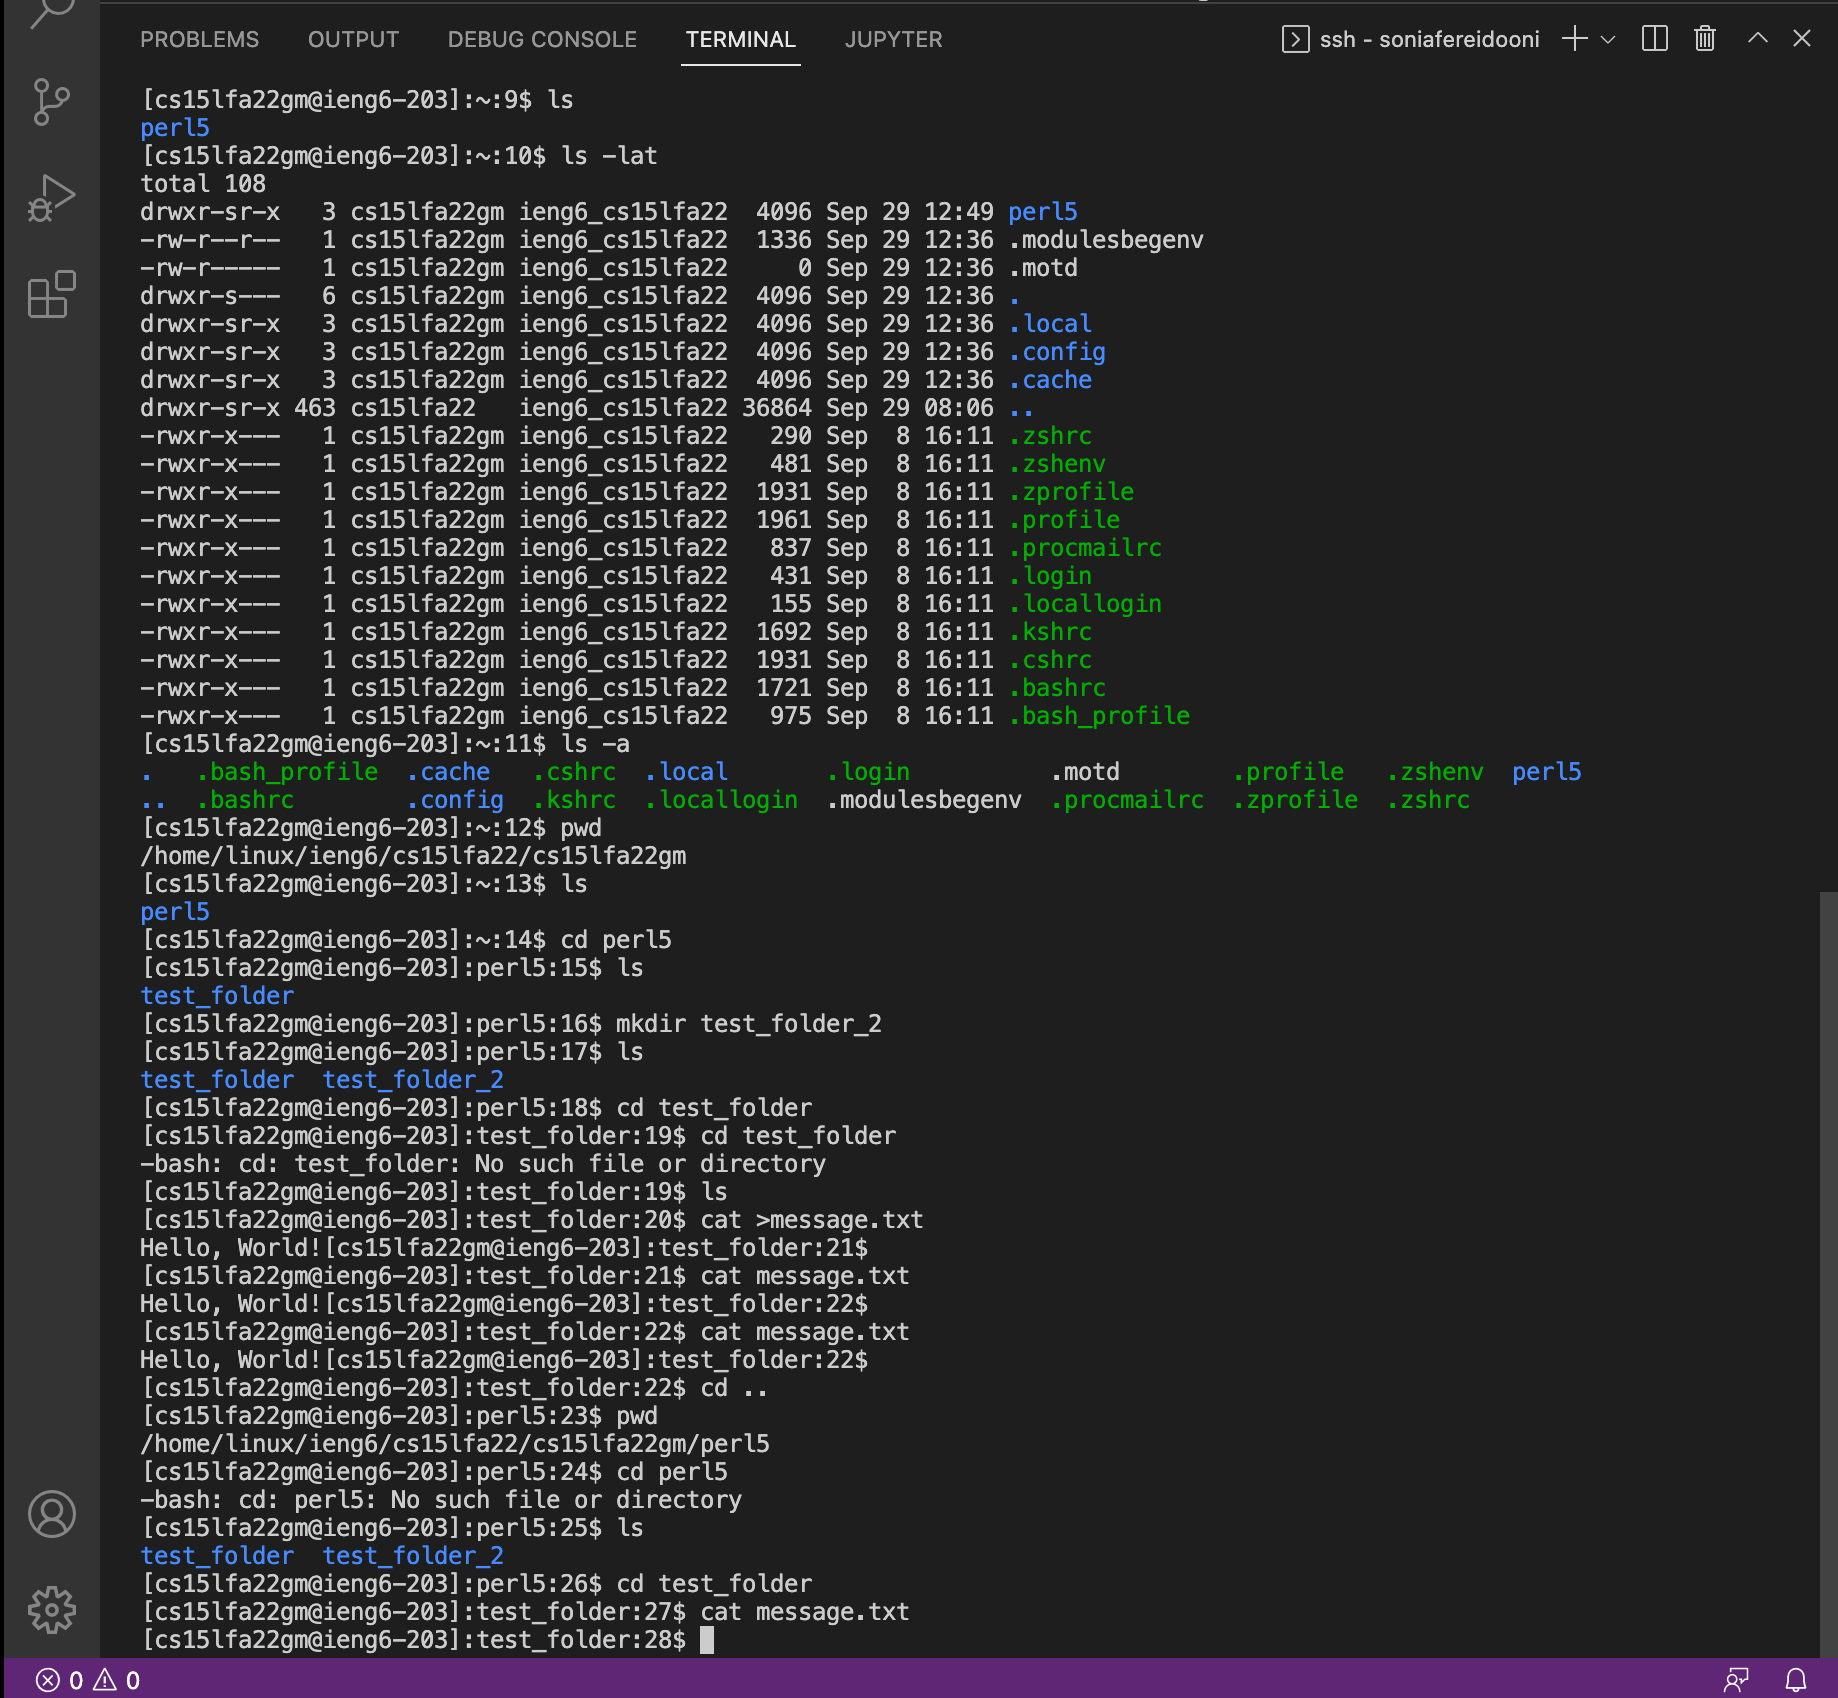 PROBLEMS OUTPUT DEBUG CONSOLE TERMINAL JUPYTER ssh - soniafereidooni
[cs15lfa22gm@ieng6-203]:~:9$ ls
perl5
[cs15lfa22gm@ieng6-203]:~:10$ ls -lat
total 108
drwxr-sr-x   3 cs15lfa22gm ieng6_cs15lfa22  4096 Sep 29 12:49 perl5
-rw-r--r--   1 cs15lfa22gm ieng6_cs15lfa22  1336 Sep 29 12:36 .modulesbegenv
-rw-r-----   1 cs15lfa22gm ieng6_cs15lfa22     0 Sep 29 12:36 .motd
drwxr-s---   6 cs15lfa22gm ieng6_cs15lfa22  4096 Sep 29 12:36 .
drwxr-sr-x   3 cs15lfa22gm ieng6_cs15lfa22  4096 Sep 29 12:36 .local
drwxr-sr-x   3 cs15lfa22gm ieng6_cs15lfa22  4096 Sep 29 12:36 .config
drwxr-sr-x   3 cs15lfa22gm ieng6_cs15lfa22  4096 Sep 29 12:36 .cache
drwxr-sr-x 463 cs15lfa22   ieng6_cs15lfa22 36864 Sep 29 08:06 ..
-rwxr-x---   1 cs15lfa22gm ieng6_cs15lfa22   290 Sep  8 16:11 .zshrc
-rwxr-x---   1 cs15lfa22gm ieng6_cs15lfa22   481 Sep  8 16:11 .zshenv
-rwxr-x---   1 cs15lfa22gm ieng6_cs15lfa22  1931 Sep  8 16:11 .zprofile
-rwxr-x---   1 cs15lfa22gm ieng6_cs15lfa22  1961 Sep  8 16:11 .profile
-rwxr-x---   1 cs15lfa22gm ieng6_cs15lfa22   837 Sep  8 16:11 .procmailrc
-rwxr-x---   1 cs15lfa22gm ieng6_cs15lfa22   431 Sep  8 16:11 .login
-rwxr-x---   1 cs15lfa22gm ieng6_cs15lfa22   155 Sep  8 16:11 .locallogin
-rwxr-x---   1 cs15lfa22gm ieng6_cs15lfa22  1692 Sep  8 16:11 .kshrc
-rwxr-x---   1 cs15lfa22gm ieng6_cs15lfa22  1931 Sep  8 16:11 .cshrc
-rwxr-x---   1 cs15lfa22gm ieng6_cs15lfa22  1721 Sep  8 16:11 .bashrc
-rwxr-x---   1 cs15lfa22gm ieng6_cs15lfa22   975 Sep  8 16:11 .bash_profile
[cs15lfa22gm@ieng6-203]:~:11$ ls -a
.   .bash_profile  .cache   .cshrc  .local       .login          .motd        .profile   .zshenv  perl5
..  .bashrc        .config  .kshrc  .locallogin  .modulesbegenv  .procmailrc  .zprofile  .zshrc
[cs15lfa22gm@ieng6-203]:~:12$ pwd
/home/linux/ieng6/cs15lfa22/cs15lfa22gm
[cs15lfa22gm@ieng6-203]:~:13$ ls
perl5
[cs15lfa22gm@ieng6-203]:~:14$ cd perl5
[cs15lfa22gm@ieng6-203]:perl5:15$ ls
test_folder
[cs15lfa22gm@ieng6-203]:perl5:16$ mkdir test_folder_2
[cs15lfa22gm@ieng6-203]:perl5:17$ ls
test_folder  test_folder_2
[cs15lfa22gm@ieng6-203]:perl5:18$ cd test_folder
[cs15lfa22gm@ieng6-203]:test_folder:19$ cd test_folder
-bash: cd: test_folder: No such file or directory
[cs15lfa22gm@ieng6-203]:test_folder:19$ ls
[cs15lfa22gm@ieng6-203]:test_folder:20$ cat >message.txt
Hello, World![cs15lfa22gm@ieng6-203]:test_folder:21$
[cs15lfa22gm@ieng6-203]:test_folder:21$ cat message.txt
Hello, World![cs15lfa22gm@ieng6-203]:test_folder:22$
[cs15lfa22gm@ieng6-203]:test_folder:22$ cat message.txt
Hello, World![cs15lfa22gm@ieng6-203]:test_folder:22$
[cs15lfa22gm@ieng6-203]:test_folder:22$ cd ..
[cs15lfa22gm@ieng6-203]:perl5:23$ pwd
/home/linux/ieng6/cs15lfa22/cs15lfa22gm/perl5
[cs15lfa22gm@ieng6-203]:perl5:24$ cd perl5
-bash: cd: perl5: No such file or directory
[cs15lfa22gm@ieng6-203]:perl5:25$ ls
test_folder  test_folder_2
[cs15lfa22gm@ieng6-203]:perl5:26$ cd test_folder
[cs15lfa22gm@ieng6-203]:test_folder:27$ cat message.txt
[cs15lfa22gm@ieng6-203]:test_folder:28$
0 0